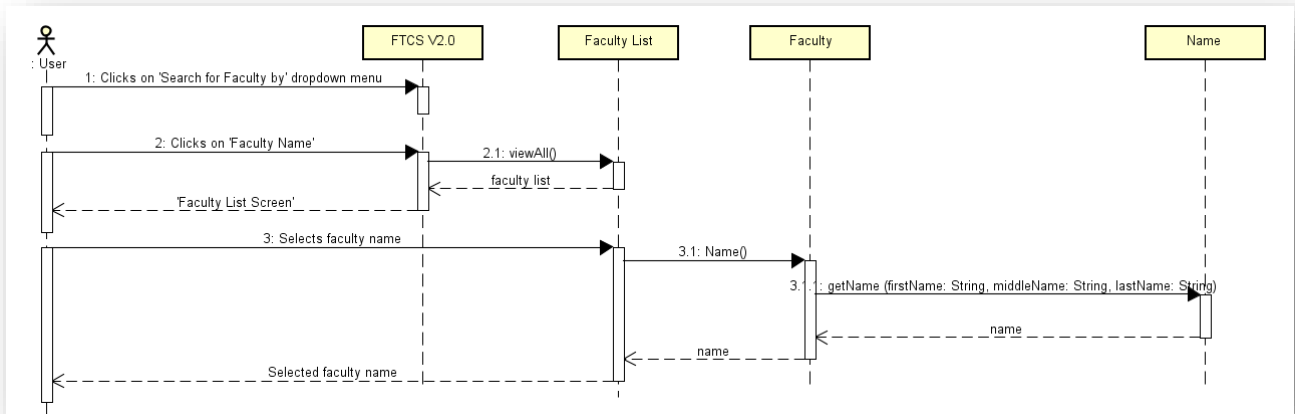 FTCS V2.0
Faculty List
Faculty
Name
: User
1: Clicks on 'Search for Faculty by' dropdown menu
2: Clicks on 'Faculty Name'
2.1: viewAll()
faculty list
'Faculty List Screen'
3: Selects faculty name
3.1: Name()
3.1.1: getName (firstName: String, middleName: String, lastName: String)
name
name
Selected faculty name